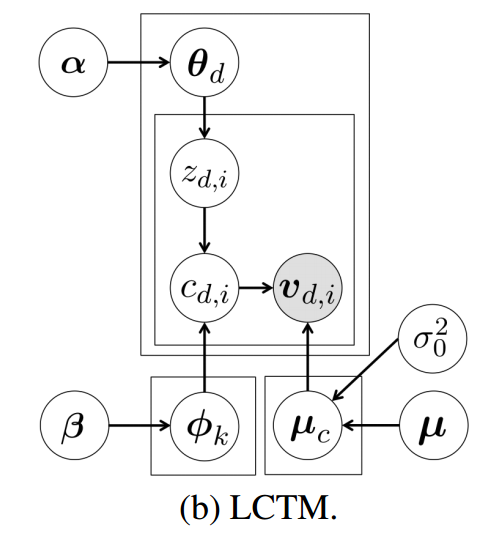 α θ_d
z_{d,i}
c_{d,i} v_{d,i}
σ_0^2
β ϕ_k μ_c μ
(b) LCTM.